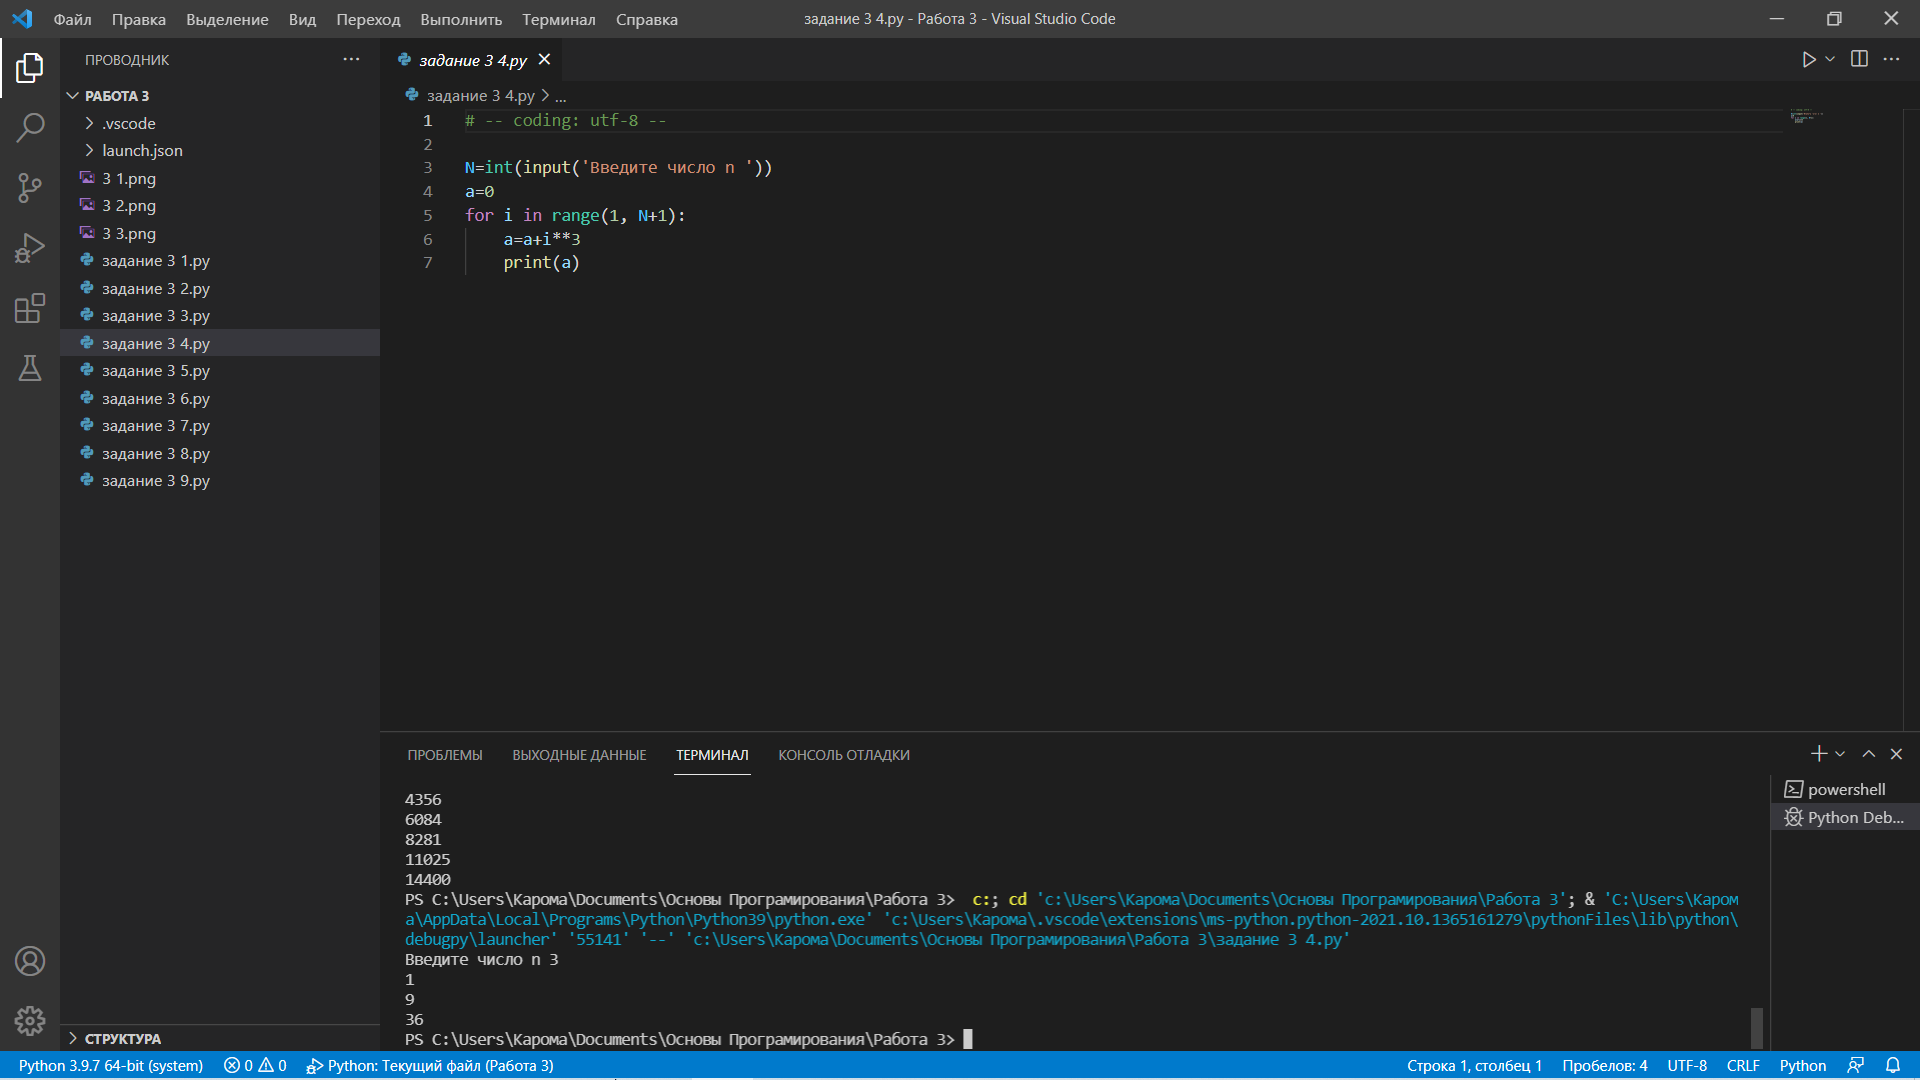 Файл Правка Выделение Вид Переход Выполнить Терминал Справка
задание 3 4.py - Работа 3 - Visual Studio Code
ПРОВОДНИК
РАБОТА 3
.vscode
launch.json
3 1.png
3 2.png
3 3.png
задание 3 1.py
задание 3 2.py
задание 3 3.py
задание 3 4.py
задание 3 5.py
задание 3 6.py
задание 3 7.py
задание 3 8.py
задание 3 9.py
СТРУКТУРА
задание 3 4.py
задание 3 4.py > ...
1 # -- coding: utf-8 --
2
3 N=int(input('Введите число n '))
4 a=0
5 for i in range(1, N+1):
6     a=a+i**3
7     print(a)
ПРОБЛЕМЫ ВЫХОДНЫЕ ДАННЫЕ ТЕРМИНАЛ КОНСОЛЬ ОТЛАДКИ
4356
6084
8281
11025
14400
PS C:\Users\Карома\Documents\Основы Програмирования\Работа 3>  c:; cd 'c:\Users\Карома\Documents\Основы Програмирования\Работа 3'; & 'C:\Users\Каром
а\AppData\Local\Programs\Python\Python39\python.exe' 'c:\Users\Карома\.vscode\extensions\ms-python.python-2021.10.1365161279\pythonFiles\lib\python\
debugpy\launcher' '55141' '--' 'c:\Users\Карома\Documents\Основы Програмирования\Работа 3\задание 3 4.py'
Введите число n 3
1
9
36
PS C:\Users\Карома\Documents\Основы Програмирования\Работа 3>
powershell
Python Deb...
Python 3.9.7 64-bit (system) 0 0 Python: Текущий файл (Работа 3)
Строка 1, столбец 1 Пробелов: 4 UTF-8 CRLF Python